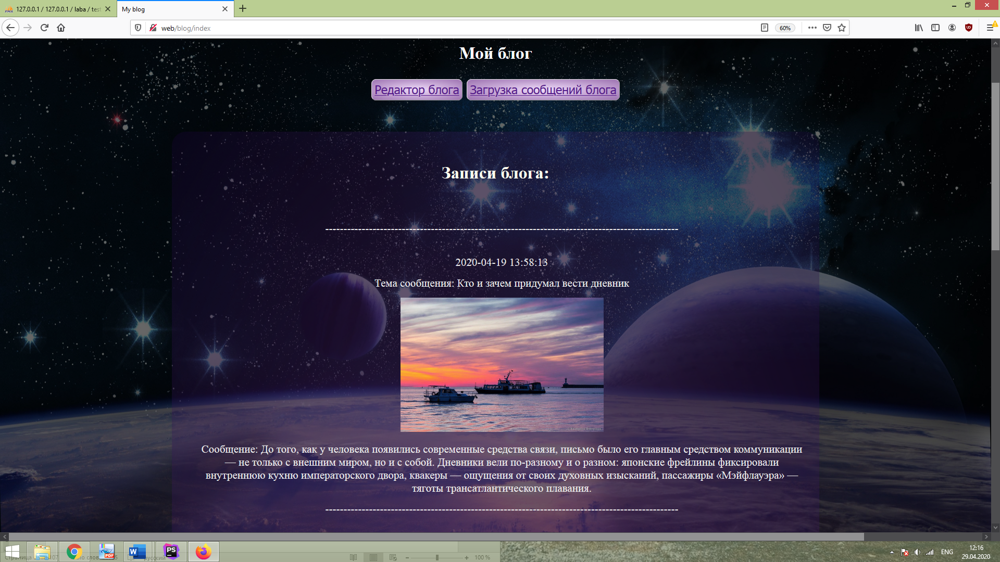 127.0.0.1 / 127.0.0.1 / laba / test
My blog
web/blog/index
60%
Мой блог
Редактор блога Загрузка сообщений блога
Записи блога:
2020-04-19 13:58:13
Тема сообщения: Кто и зачем придумал вести дневник
Сообщение: До того, как у человека появились современные средства связи, письмо было его главным средством коммуникации
— не только с внешним миром, но и с собой. Дневники вели по-разному и о разном: японские фрейлины фиксировали
внутреннюю кухню императорского двора, квакеры — ощущения от своих духовных изысканий, пассажиры «Мэйфлауэра» —
тяготы трансатлантического плавания.
PDF
W
PS
100 %
ENG
12:16
29.04.2020